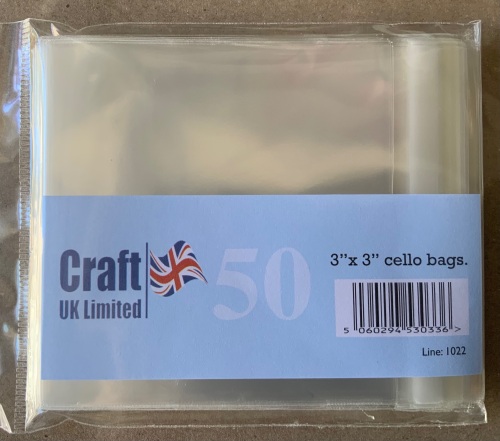 Craft
UK Limited
50
3”x 3” cello bags.
5 060294 530336 >
Line: 1022